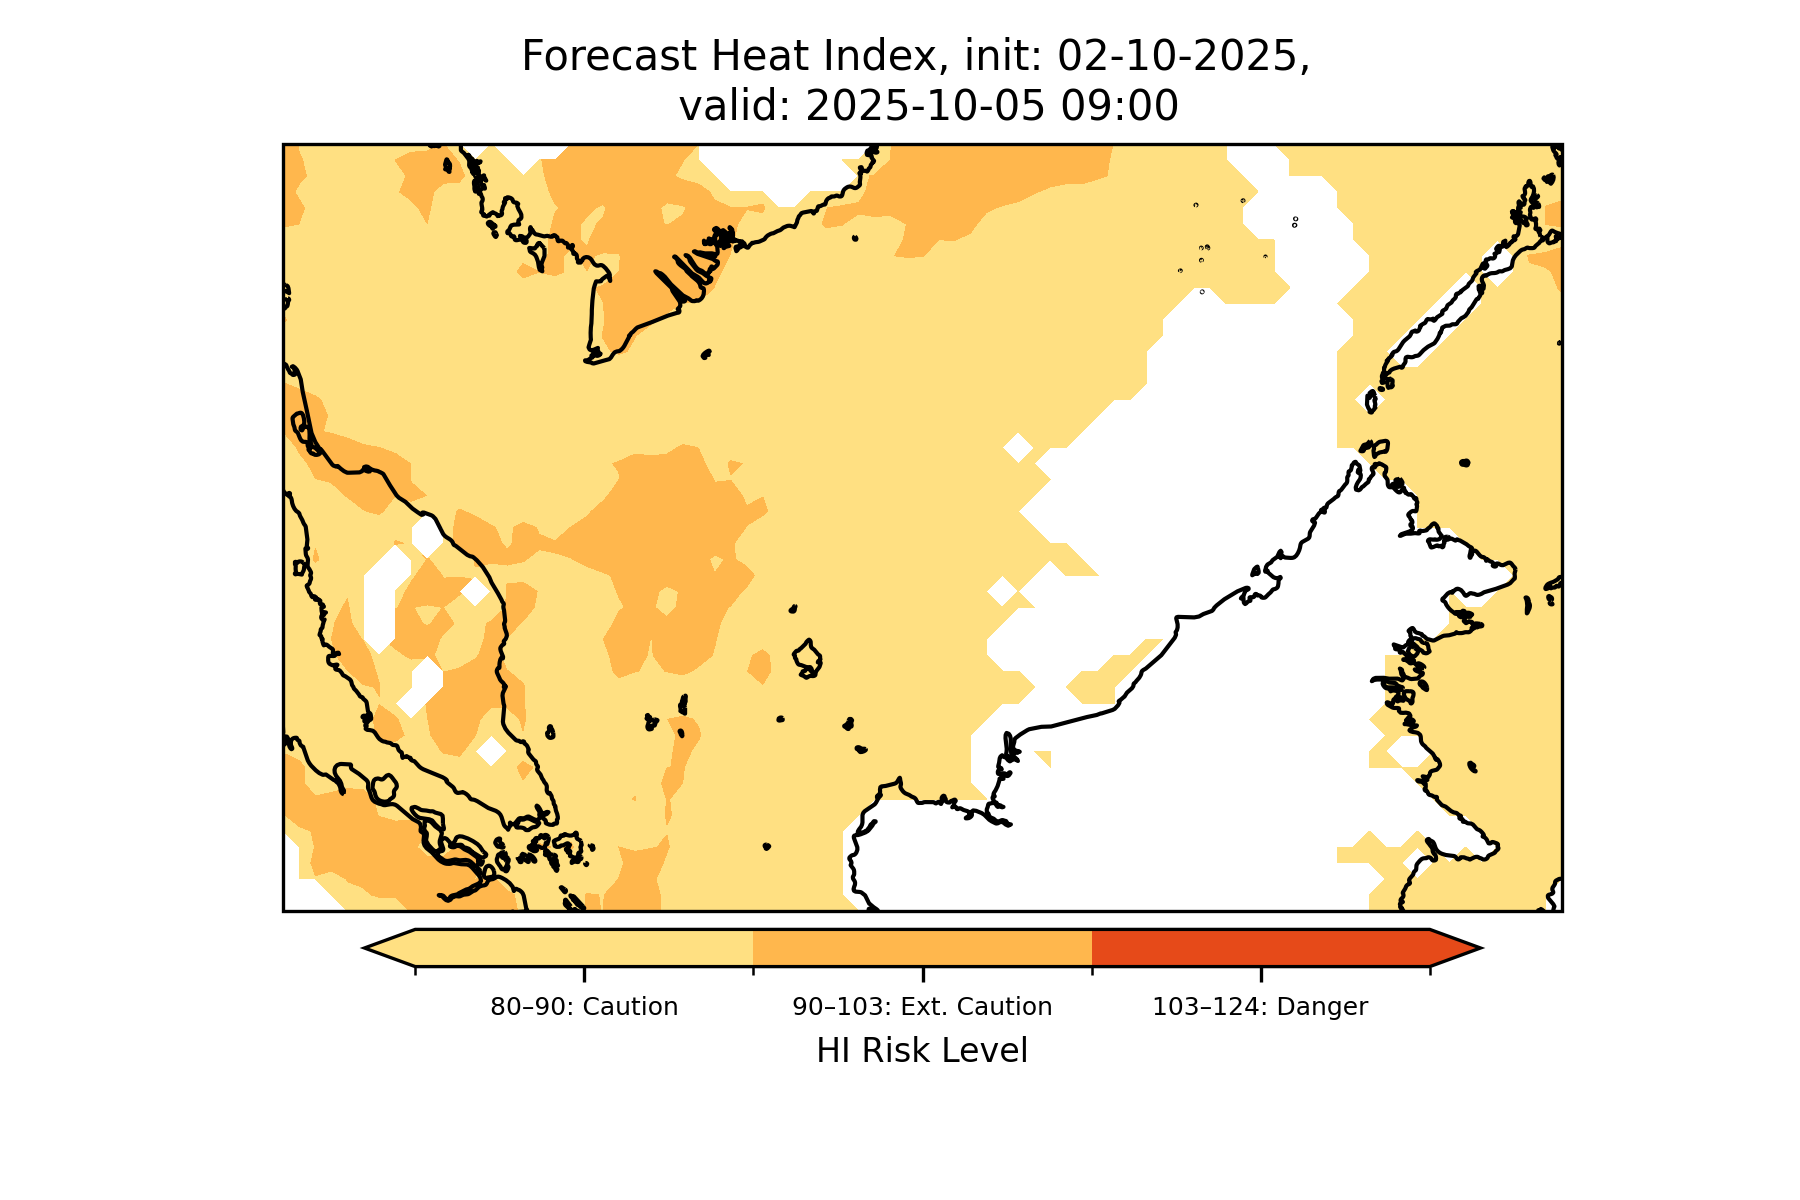 Forecast Heat Index, init: 02-10-2025,
valid: 2025-10-05 09:00
80–90: Caution
90–103: Ext. Caution
103–124: Danger
HI Risk Level